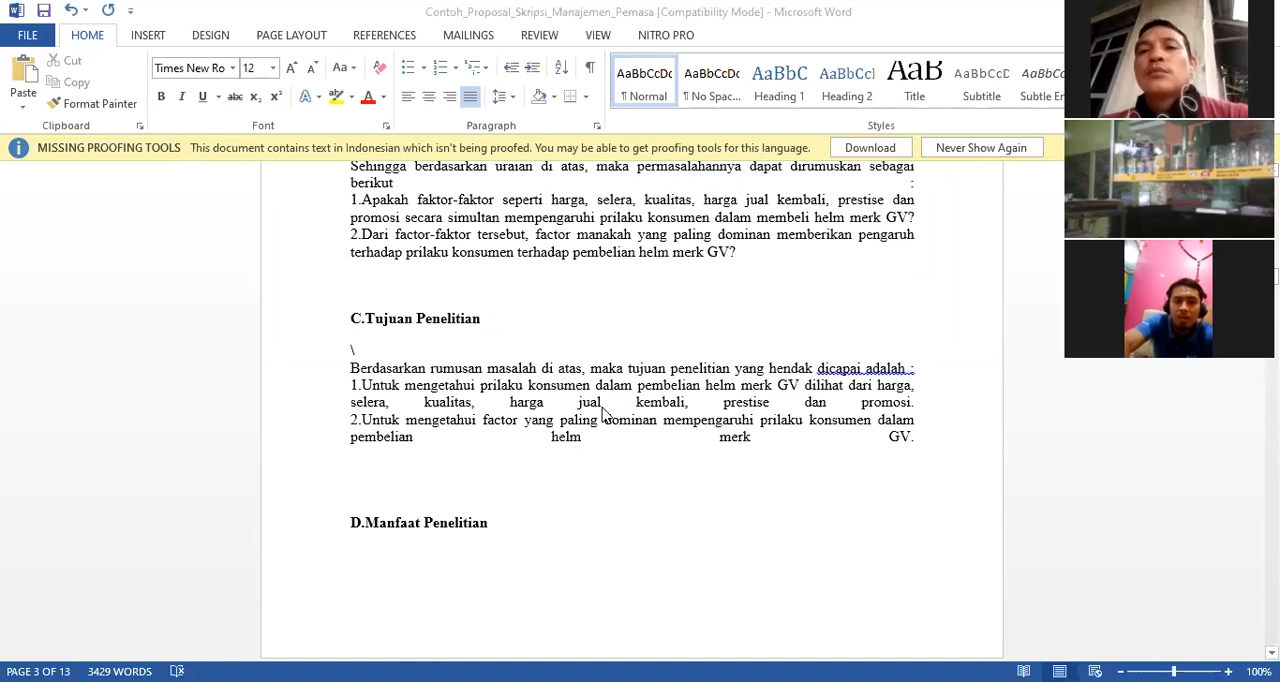 Contoh_Proposal_Skripsi_Manajemen_Pemasa [Compatibility Mode] - Microsoft Word
FILE HOME INSERT DESIGN PAGE LAYOUT REFERENCES MAILINGS REVIEW VIEW NITRO PRO
Cut
Copy
Format Painter
Paste
Times New Ro 12
AaBbCcDc AaBbCcDc AaBbC AaBbCcI AaB AaBbCcD AaBbCcD
¶ Normal ¶ No Spac... Heading 1 Heading 2 Title Subtitle Subtle Em
Clipboard Font Paragraph Styles
MISSING PROOFING TOOLS This document contains text in Indonesian which isn't being proofed. You may be able to get proofing tools for this language. Download Never Show Again
Sehingga berdasarkan uraian di atas, maka permasalahannya dapat dirumuskan sebagai
berikut :
1.Apakah faktor-faktor seperti harga, selera, kualitas, harga jual kembali, prestise dan
promosi secara simultan mempengaruhi prilaku konsumen dalam membeli helm merk GV?
2.Dari factor-faktor tersebut, factor manakah yang paling dominan memberikan pengaruh
terhadap prilaku konsumen terhadap pembelian helm merk GV?
C.Tujuan Penelitian
\
Berdasarkan rumusan masalah di atas, maka tujuan penelitian yang hendak dicapai adalah :
1.Untuk mengetahui prilaku konsumen dalam pembelian helm merk GV dilihat dari harga,
selera, kualitas, harga jual kembali, prestise dan promosi.
2.Untuk mengetahui factor yang paling dominan mempengaruhi prilaku konsumen dalam
pembelian helm merk GV.
D.Manfaat Penelitian
PAGE 3 OF 13 3429 WORDS 100%